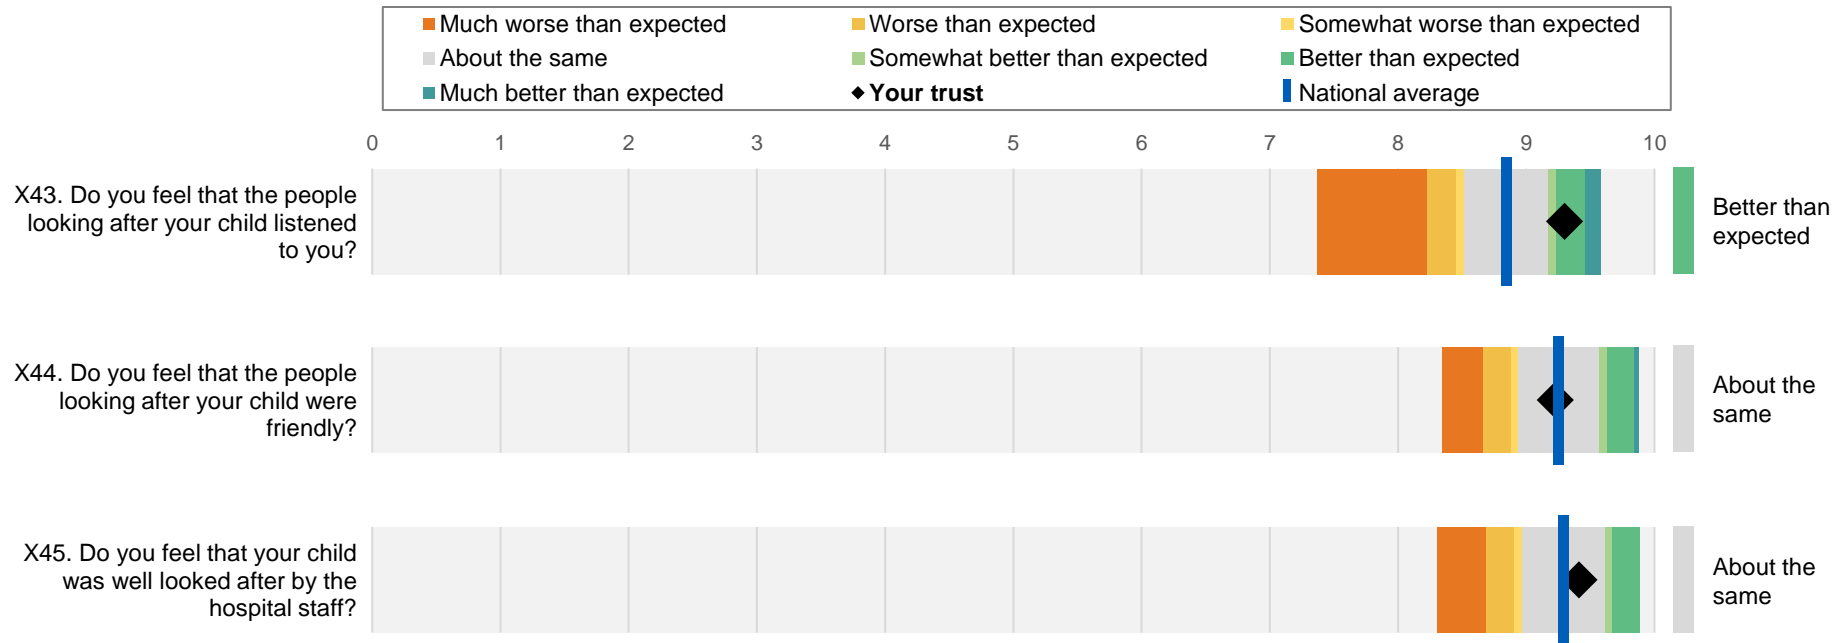 Much worse than expected
Worse than expected
Somewhat worse than expected
About the same
Somewhat better than expected
Better than expected
Much better than expected
Your trust
National average
0 1 2 3 4 5 6 7 8 9 10
X43. Do you feel that the people
looking after your child listened
to you?
Better than
expected
X44. Do you feel that the people
looking after your child were
friendly?
About the
same
X45. Do you feel that your child
was well looked after by the
hospital staff?
About the
same